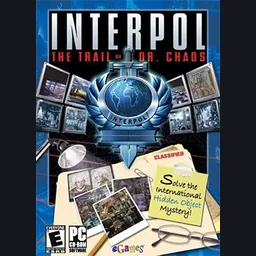 INTERPOL
THE TRAIL OF DR. CHAOS
INTERPOL
CLASSIFIED
Solve the
International
Hidden Object
Mystery!
EVERYONE
E
PC
CD-ROM
SOFTWARE
eGames